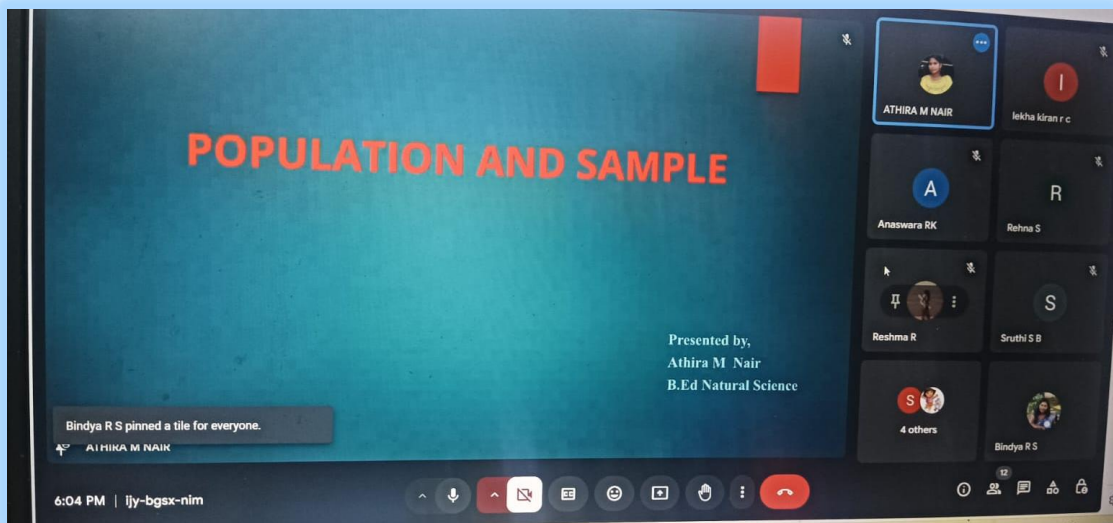 POPULATION AND SAMPLE
Presented by,
Athira M Nair
B.Ed Natural Science
Bindya R S pinned a tile for everyone.
ATHIRA M NAIR
6:04 PM | ijy-bgsx-nim
ATHIRA M NAIR
I
lekha kiran r c
A
Anaswara RK
R
Rehna S
Reshma R
S
Sruthi S B
S
4 others
Bindya R S
12